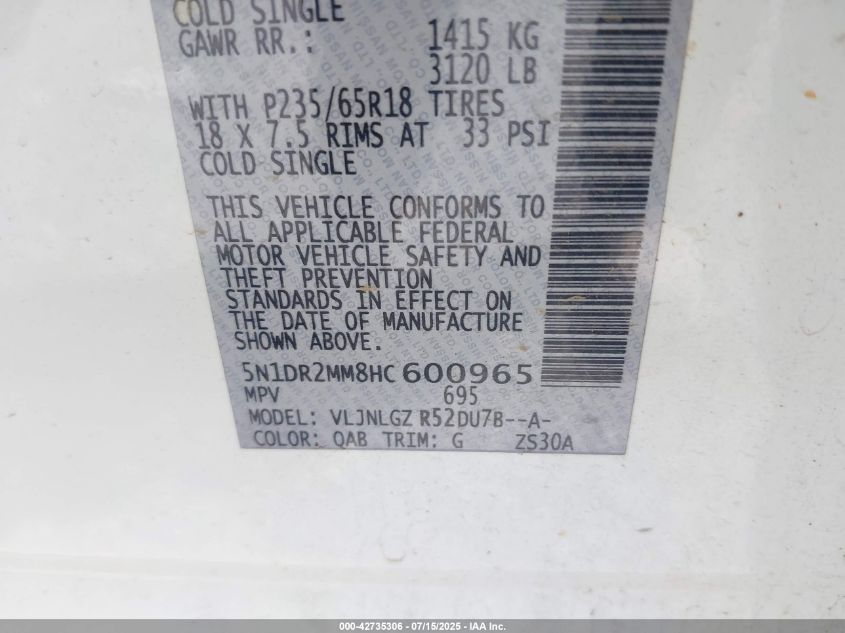 COLD SINGLE
GAWR RR.: 1415 KG
3120 LB
WITH P235/65R18 TIRES
18 X 7.5 RIMS AT 33 PSI
COLD SINGLE
THIS VEHICLE CONFORMS TO
ALL APPLICABLE FEDERAL
MOTOR VEHICLE SAFETY AND
THEFT PREVENTION
STANDARDS IN EFFECT ON
THE DATE OF MANUFACTURE
SHOWN ABOVE.
5N1DR2MM8HC 600965
MPV 695
MODEL: VLJNLGZ R52DU7B--A-
COLOR: QAB TRIM: G ZS30A
000-42735306 - 07/15/2025 - IAA Inc.